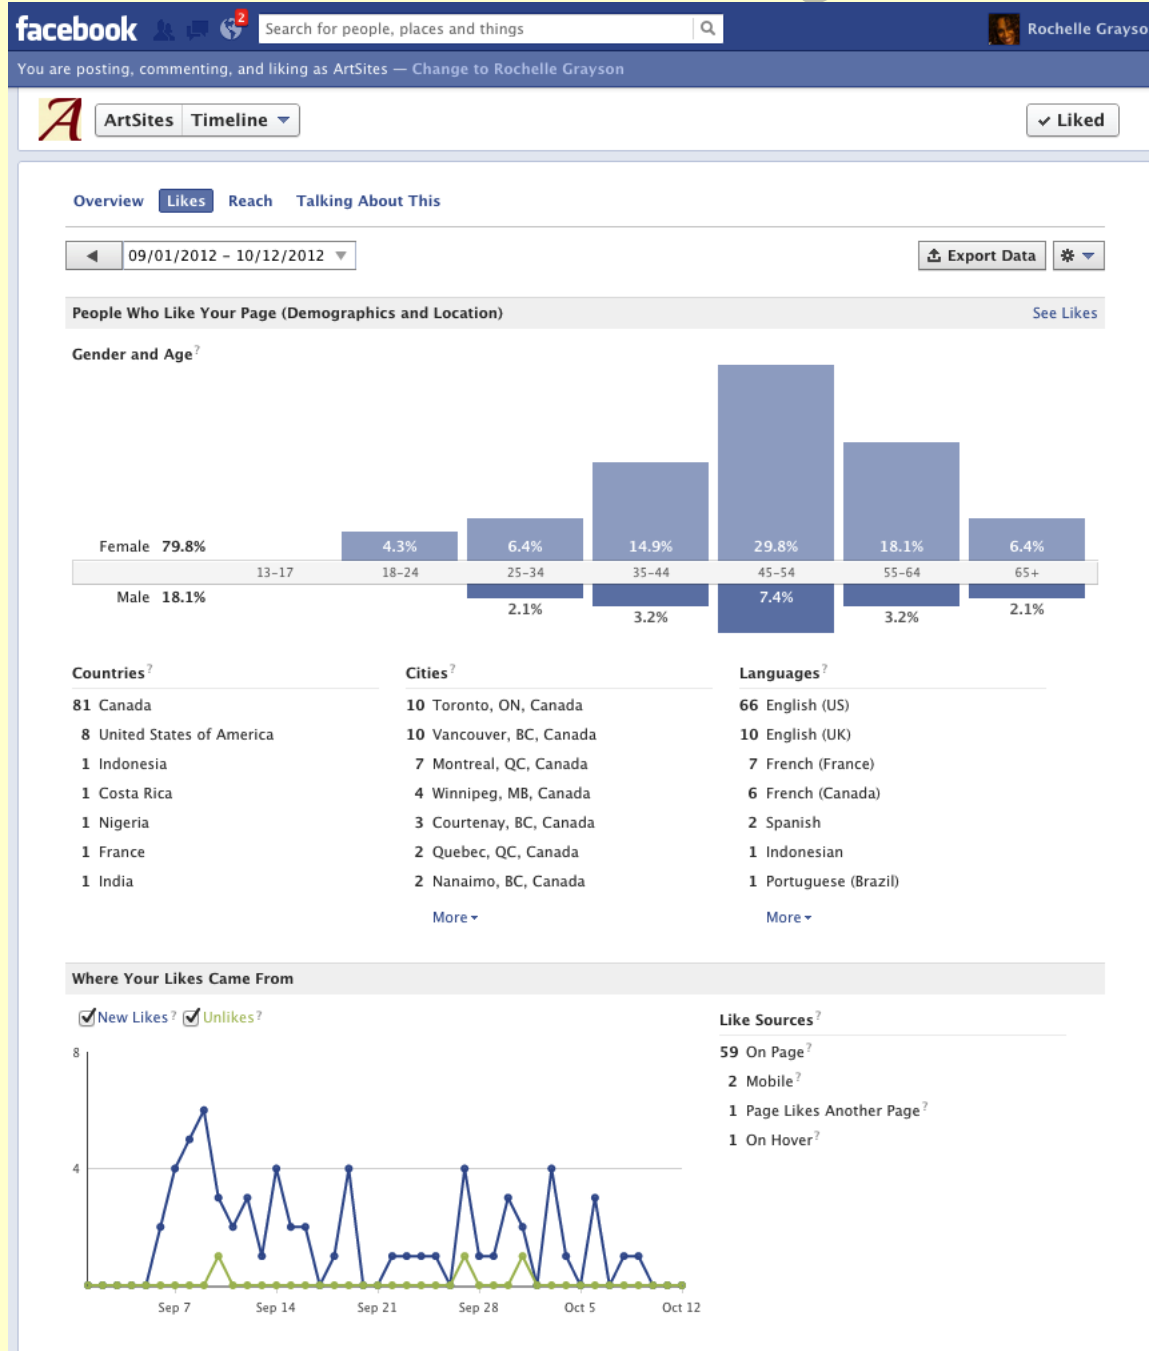 facebook 2 Search for people, places and things Rochelle Grayso
You are posting, commenting, and liking as ArtSites — Change to Rochelle Grayson
A ArtSites Timeline ✓ Liked
Overview Likes Reach Talking About This
09/01/2012 – 10/12/2012 Export Data
People Who Like Your Page (Demographics and Location) See Likes
Gender and Age ?
Female 79.8% 4.3% 6.4% 14.9% 29.8% 18.1% 6.4%
13-17 18-24 25-34 35-44 45-54 55-64 65+
Male 18.1% 2.1% 3.2% 7.4% 3.2% 2.1%
Countries ?
81 Canada
8 United States of America
1 Indonesia
1 Costa Rica
1 Nigeria
1 France
1 India
Cities ?
10 Toronto, ON, Canada
10 Vancouver, BC, Canada
7 Montreal, QC, Canada
4 Winnipeg, MB, Canada
3 Courtenay, BC, Canada
2 Quebec, QC, Canada
2 Nanaimo, BC, Canada
More
Languages ?
66 English (US)
10 English (UK)
7 French (France)
6 French (Canada)
2 Spanish
1 Indonesian
1 Portuguese (Brazil)
More
Where Your Likes Came From
New Likes ? Unlikes ?
8
4
Sep 7 Sep 14 Sep 21 Sep 28 Oct 5 Oct 12
Like Sources ?
59 On Page ?
2 Mobile ?
1 Page Likes Another Page ?
1 On Hover ?